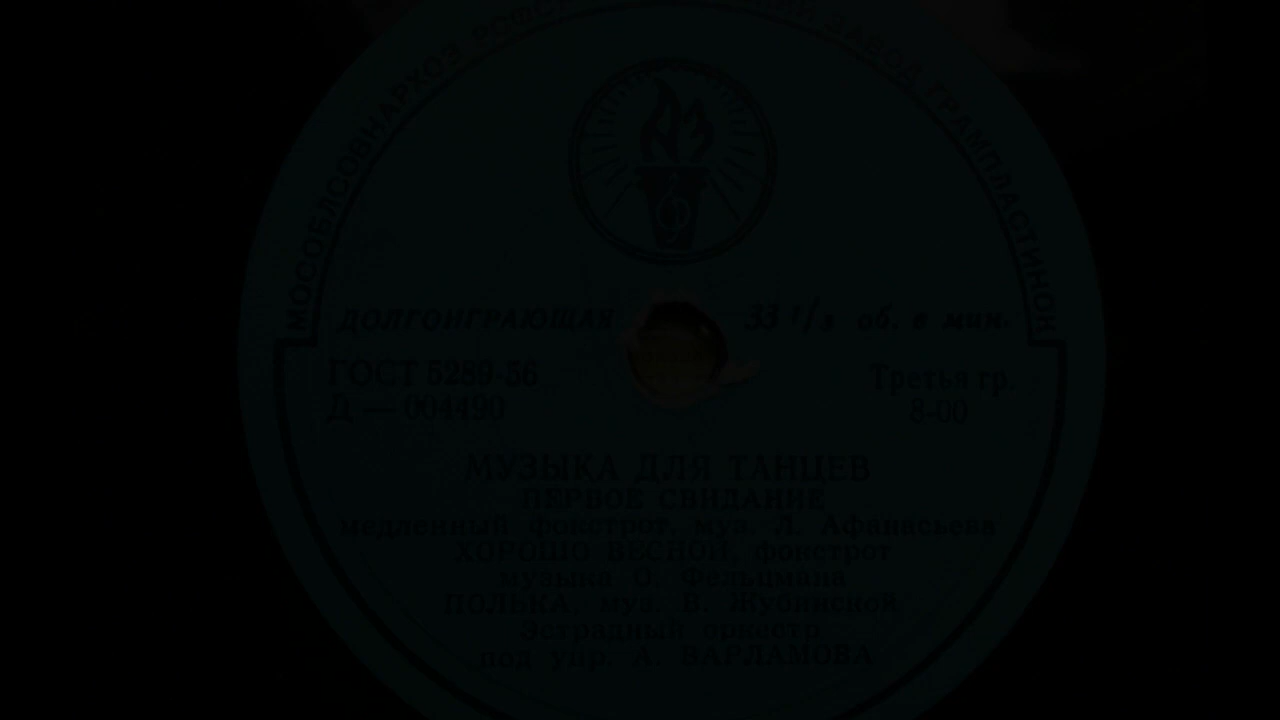 МОСОБЛСОВНАРХОЗ РСФСР ЗАВОД ГРАМПЛАСТИНОК
ДОЛГОИГРАЮЩАЯ 33 1/3 об. в мин.
ГОСТ 5289-56 Третья гр.
Д — 004490 8-00
МУЗЫКА ДЛЯ ТАНЦЕВ
ПЕРВОЕ СВИДАНИЕ
медленный фокстрот, муз. Л. Афанасьева
ХОРОШО ВЕСНОЙ, фокстрот
музыка О. Фельцмана
ПОЛЬКА, муз. В. Жубинской
Эстрадный оркестр
под упр. А. ВАРЛАМОВА